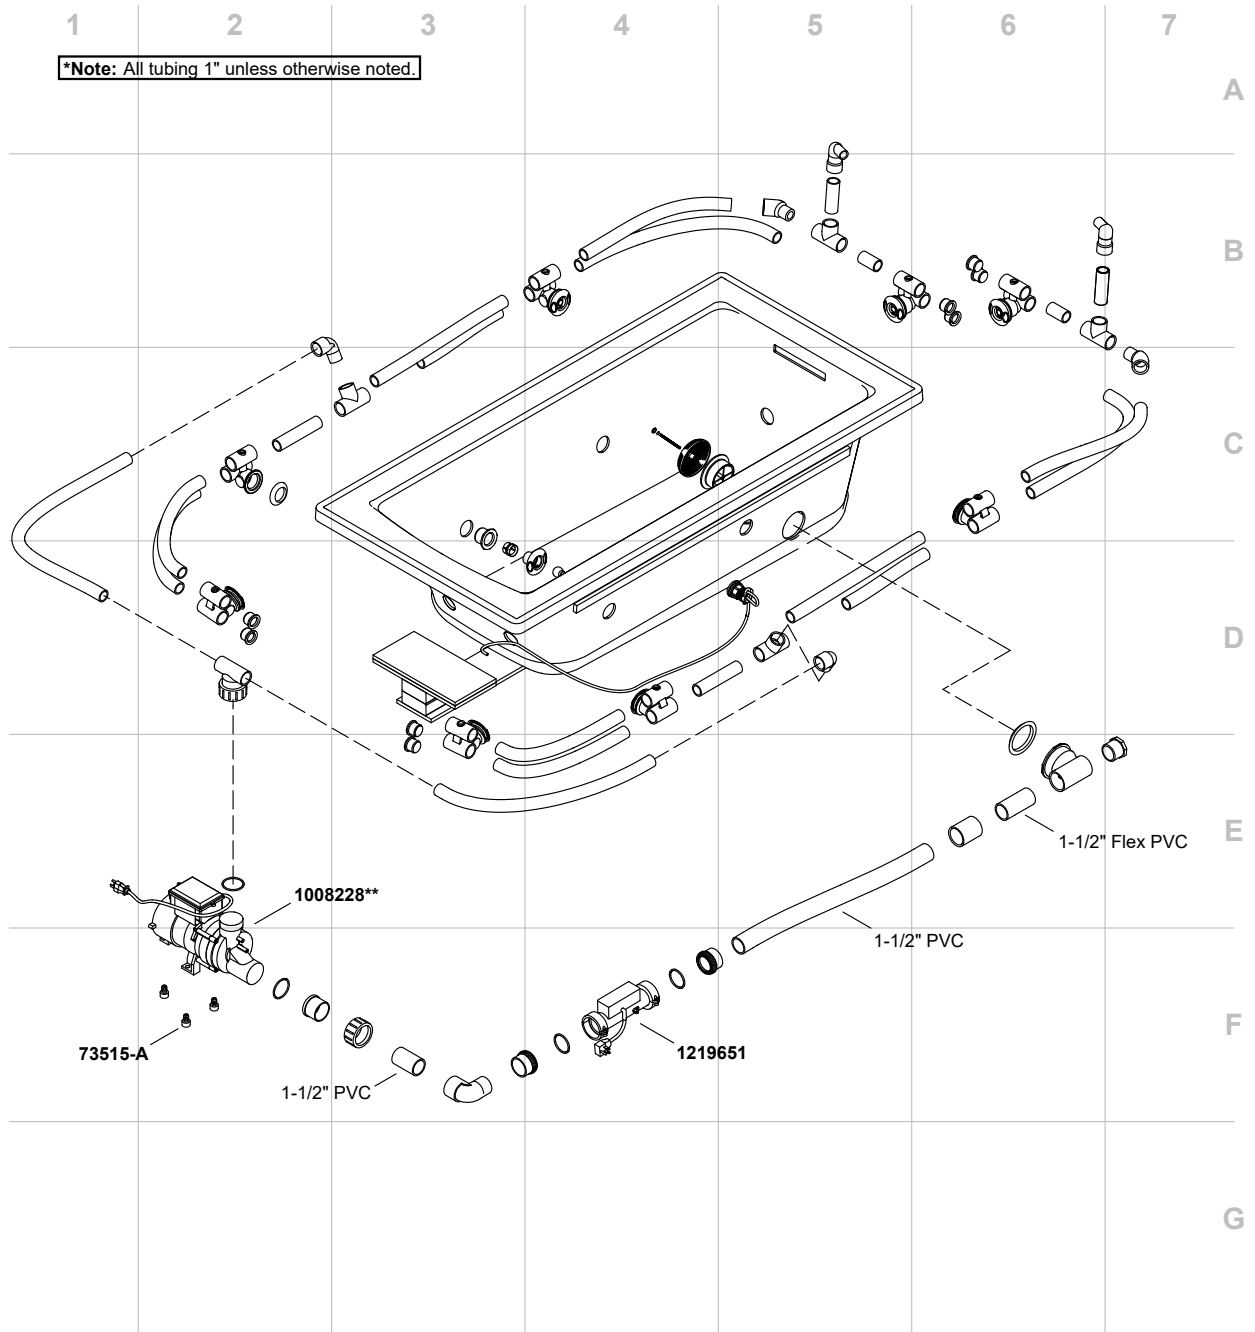 1 2 3 4 5 6 7
*Note: All tubing 1" unless otherwise noted.
A
B
C
D
E
1-1/2" Flex PVC
1008228**
1-1/2" PVC
F
73515-A
1219651
1-1/2" PVC
G